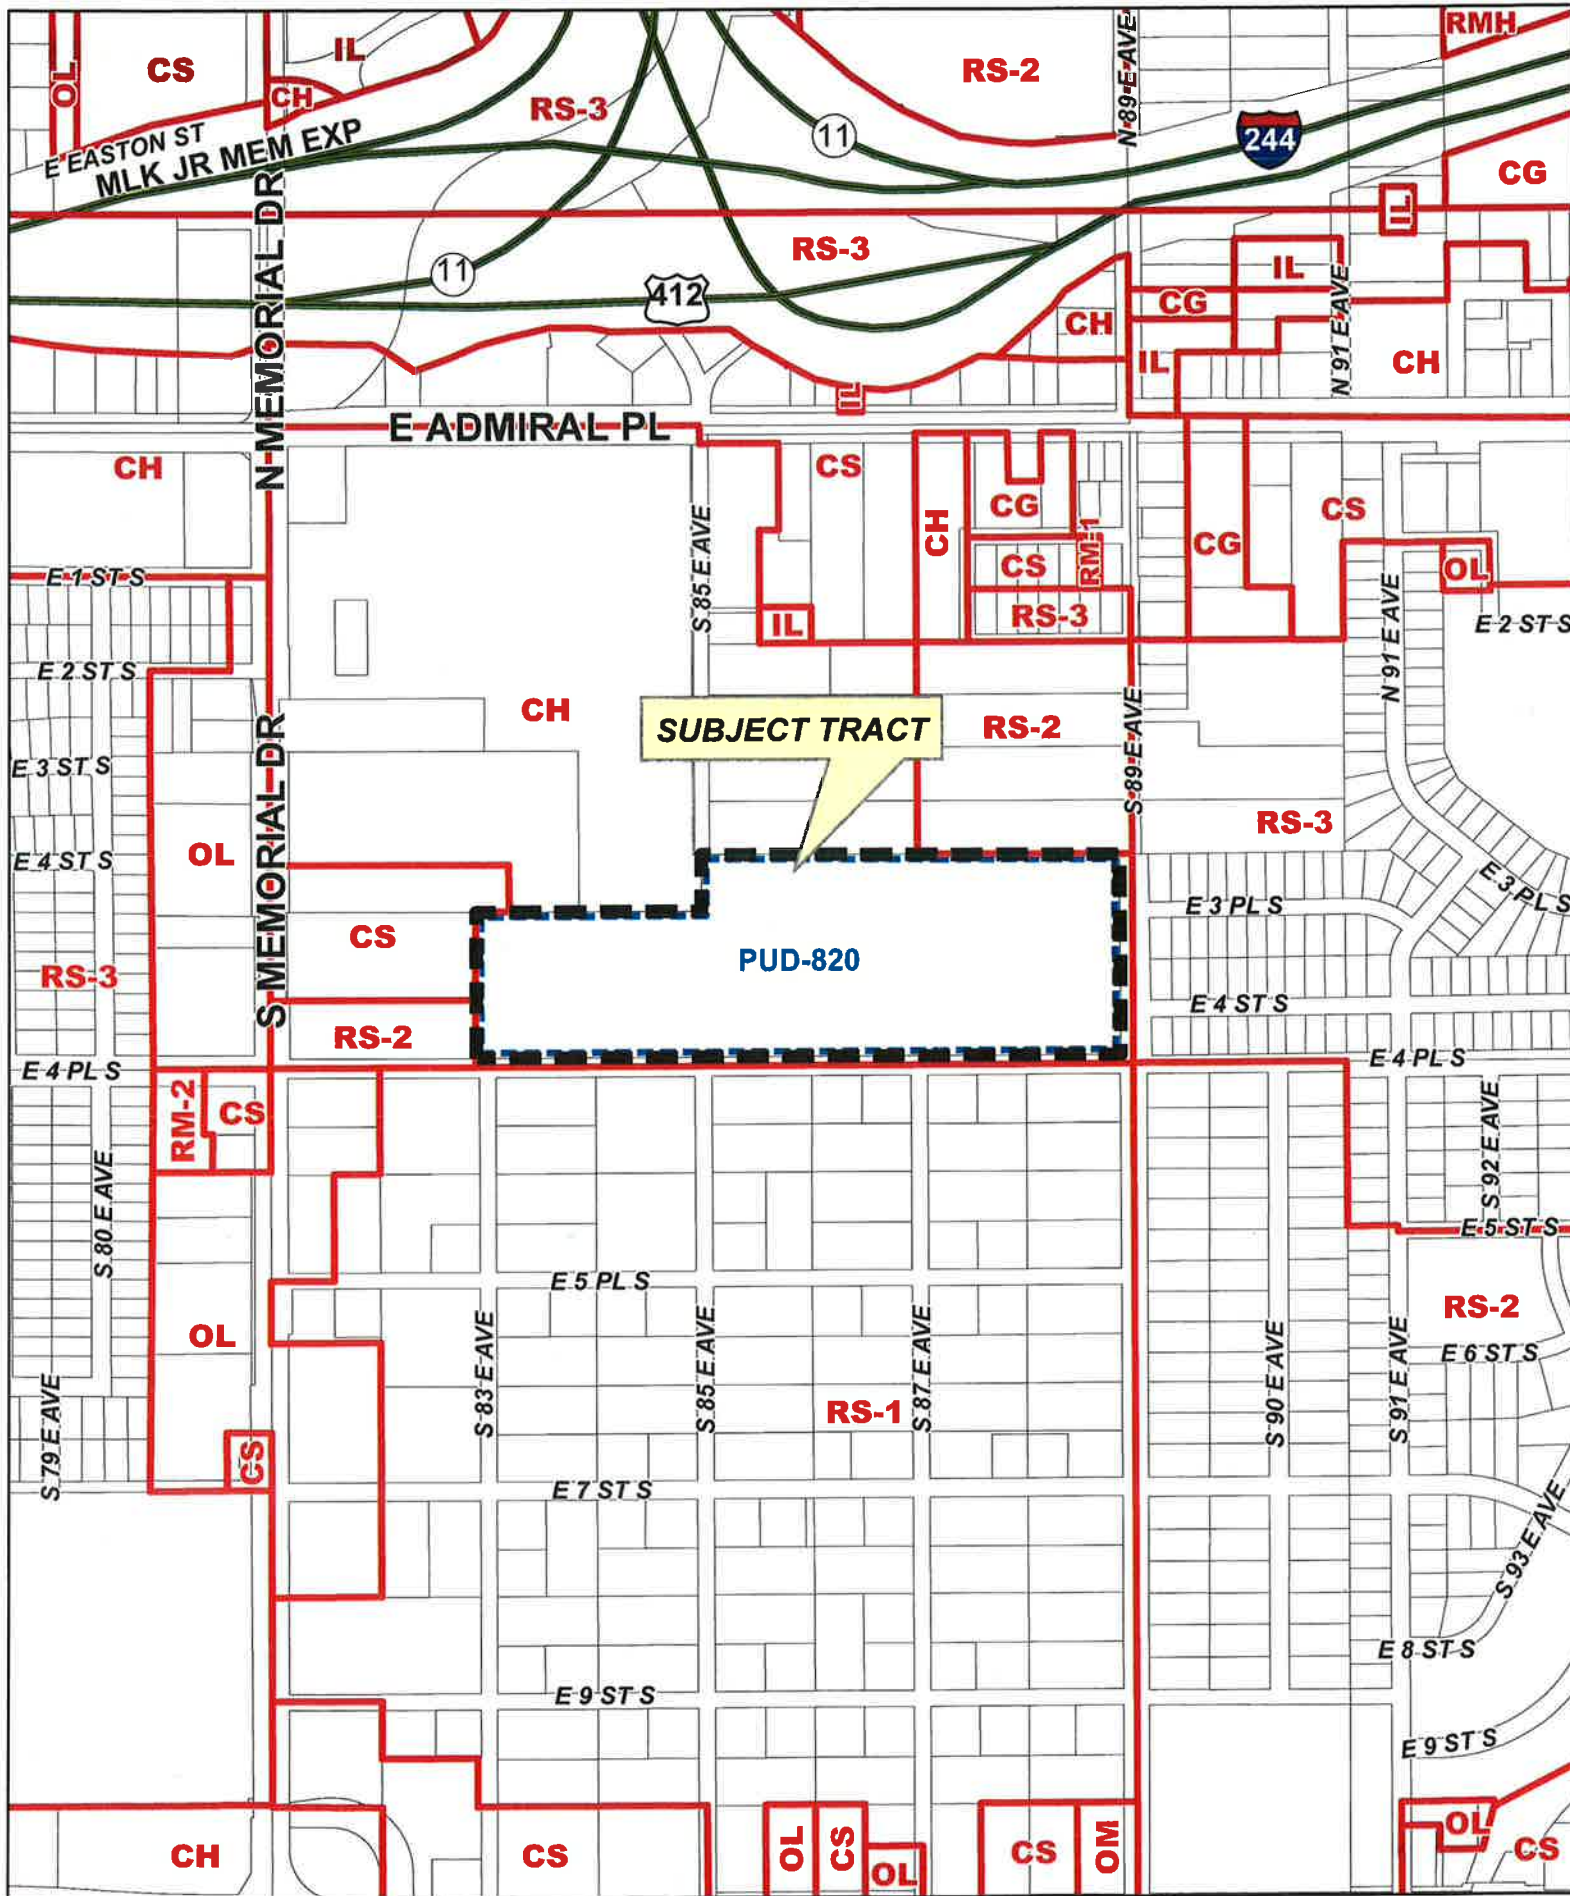 RMH
CS
IL
OL
CH
RS-3
RS-2
N 89 E AVE
11
244
E EASTON ST
MLK JR MEM EXP
CG
IL
N MEMORIAL DR
RS-3
11
412
IL
CG
CH
N 91 E AVE
IL
CH
IL
E ADMIRAL PL
CH
CS
CH
CG
RM-1
CS
RS-3
CG
CS
OL
E 1 ST S
S 85 E AVE
IL
N 91 E AVE
E 2 ST S
E 2 ST S
CH
SUBJECT TRACT
RS-2
S 89 E AVE
E 3 ST S
S MEMORIAL DR
OL
RS-3
E 4 ST S
E 3 PL S
E 3 PL S
CS
PUD-820
RS-3
RS-2
E 4 ST S
E 4 PL S
E 4 PL S
RM-2
CS
S 80 E AVE
S 92 E AVE
E 5 ST S
E 5 PL S
OL
S 83 E AVE
S 85 E AVE
S 87 E AVE
S 90 E AVE
S 91 E AVE
RS-2
E 6 ST S
S 79 E AVE
RS-1
CS
E 7 ST S
S 93 E AVE
E 8 ST S
E 9 ST S
E 9 ST S
CH
CS
OL
CS
OL
CS
OM
OL
CS